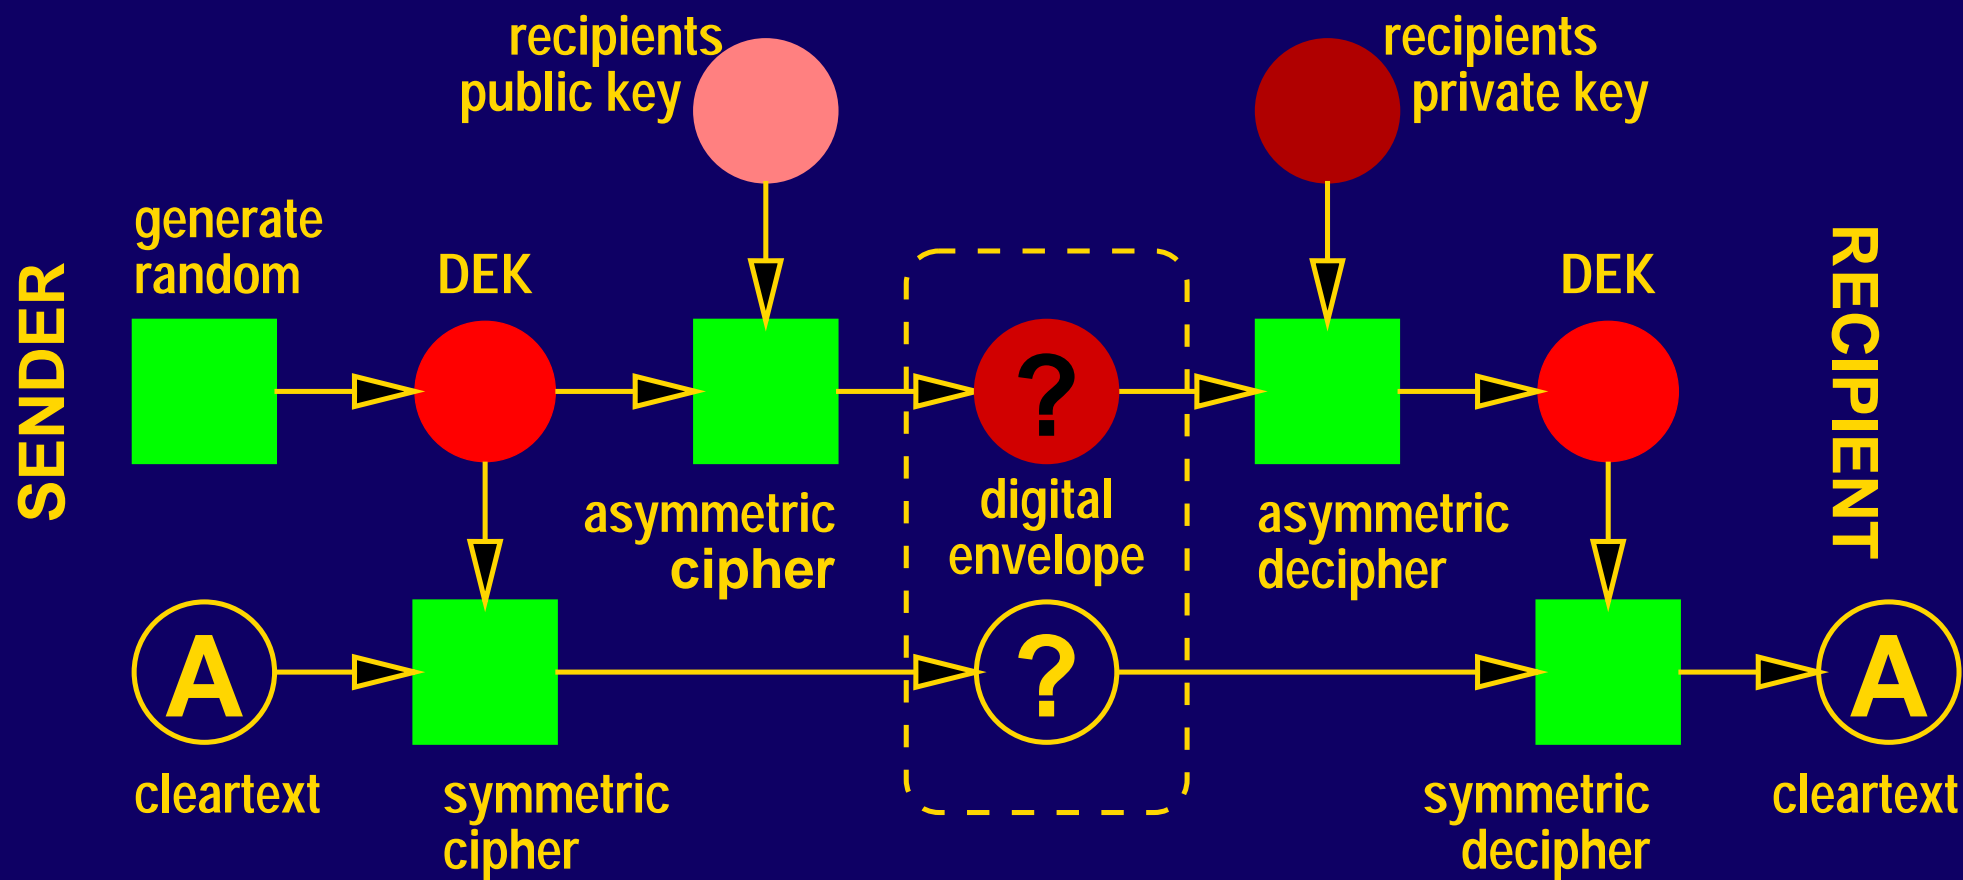 recipients
public key
recipients
private key
SENDER
generate
random
DEK
DEK
RECIPIENT
?
asymmetric
cipher
digital
envelope
asymmetric
decipher
A
?
A
cleartext
symmetric
cipher
symmetric
decipher
cleartext